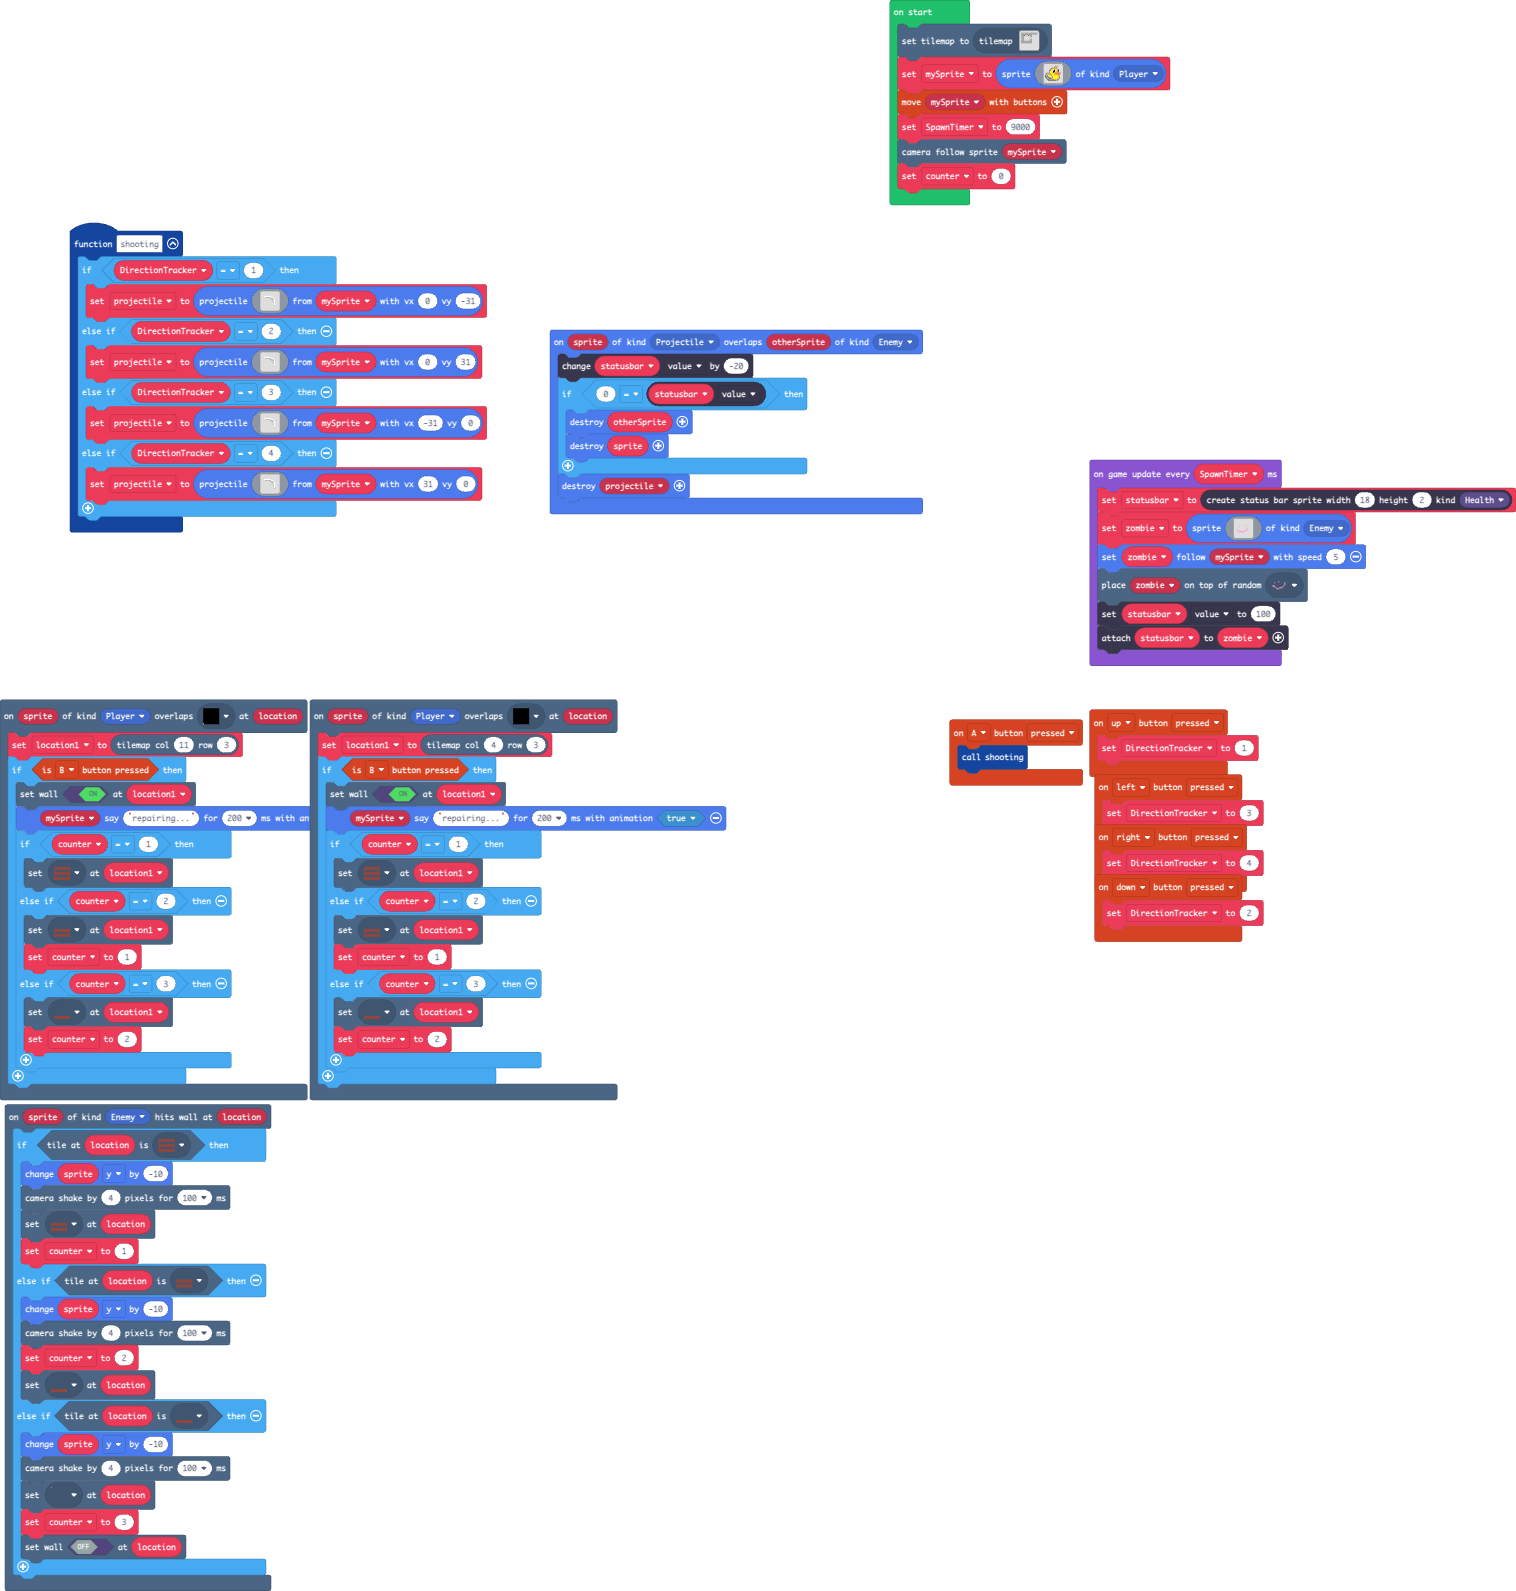 on start
set tilemap to tilemap
set mySprite to sprite of kind Player
move mySprite with buttons
set SpawnTimer to 9000
camera follow sprite mySprite
set counter to 0
function shooting
if DirectionTracker = 1 then
set projectile to projectile from mySprite with vx 0 vy -31
else if DirectionTracker = 2 then
set projectile to projectile from mySprite with vx 0 vy 31
else if DirectionTracker = 3 then
set projectile to projectile from mySprite with vx -31 vy 0
else if DirectionTracker = 4 then
set projectile to projectile from mySprite with vx 31 vy 0
on sprite of kind Projectile overlaps otherSprite of kind Enemy
change statusbar value by -20
if 0 = statusbar value then
destroy otherSprite
destroy sprite
destroy projectile
on game update every SpawnTimer ms
set statusbar to create status bar sprite width 18 height 2 kind Health
set zombie to sprite of kind Enemy
set zombie follow mySprite with speed 5
place zombie on top of random
set statusbar value to 100
attach statusbar to zombie
on sprite of kind Player overlaps at location
set location1 to tilemap col 11 row 3
if is B button pressed then
set wall ON at location1
mySprite say "repairing..." for 200 ms with an
if counter = 1 then
set at location1
else if counter = 2 then
set at location1
set counter to 1
else if counter = 3 then
set at location1
set counter to 2
on sprite of kind Player overlaps at location
set location1 to tilemap col 4 row 3
if is B button pressed then
set wall ON at location1
mySprite say "repairing..." for 200 ms with animation true
if counter = 1 then
set at location1
else if counter = 2 then
set at location1
set counter to 1
else if counter = 3 then
set at location1
set counter to 2
on A button pressed
call shooting
on up button pressed
set DirectionTracker to 1
on left button pressed
set DirectionTracker to 3
on right button pressed
set DirectionTracker to 4
on down button pressed
set DirectionTracker to 2
on sprite of kind Enemy hits wall at location
if tile at location is then
change sprite y by -10
camera shake by 4 pixels for 100 ms
set at location
set counter to 1
else if tile at location is then
change sprite y by -10
camera shake by 4 pixels for 100 ms
set counter to 2
set at location
else if tile at location is then
change sprite y by -10
camera shake by 4 pixels for 100 ms
set at location
set counter to 3
set wall OFF at location